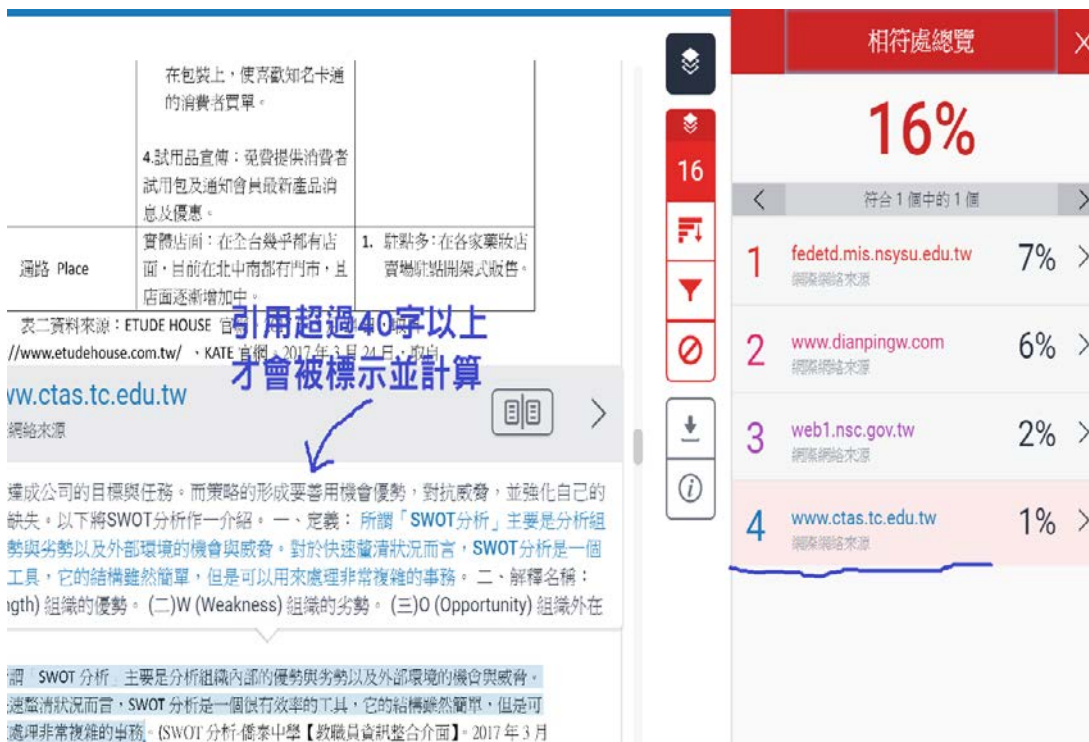 在包裝上，使喜歡知名卡通
的消費者買單。
4.試用品宣傳：免費提供消費者
試用包及通知會員最新產品消
息及優惠。
通路 Place
實體店面：在全台幾乎都有店
面，目前在北中南部有門市，且
店面逐漸增加中。
1. 駐點多：在各家藥妝店
賣場駐點開架式販售。
表二資料來源：ETUDE HOUSE 官
//www.etudehouse.com.tw/ 、KATE 官網。2017 年 3 月 24 日，取自
引用超過40字以上
才會被標示並計算
ww.ctas.tc.edu.tw
網絡來源
達成公司的目標與任務。而策略的形成要善用機會優勢，對抗威脅，並強化自己的
缺失。以下將SWOT分析作一介紹。 一、定義： 所謂「SWOT分析」主要是分析組
勢與劣勢以及外部環境的機會與威脅。對於快速釐清狀況而言，SWOT分析是一個
工具，它的結構雖然簡單，但是可以用來處理非常複雜的事務。 二、解釋名稱：
ngth) 組織的優勢。 (二)W (Weakness) 組織的劣勢。 (三)O (Opportunity) 組織外在
謂「SWOT 分析」主要是分析組織內部的優勢與劣勢以及外部環境的機會與威脅。
速釐清狀況而言，SWOT 分析是一個很有效率的工具，它的結構雖然簡單，但是可
處理非常複雜的事務。(SWOT 分析-僑泰中學【教職員資訊整合介面】。2017 年 3 月
16
相符處總覽
16%
符合 1 個中的 1 個
1 fedetd.mis.nsysu.edu.tw 7%
網際網絡來源
2 www.dianpingw.com 6%
網際網絡來源
3 web1.nsc.gov.tw 2%
網際網絡來源
4 www.ctas.tc.edu.tw 1%
網際網絡來源